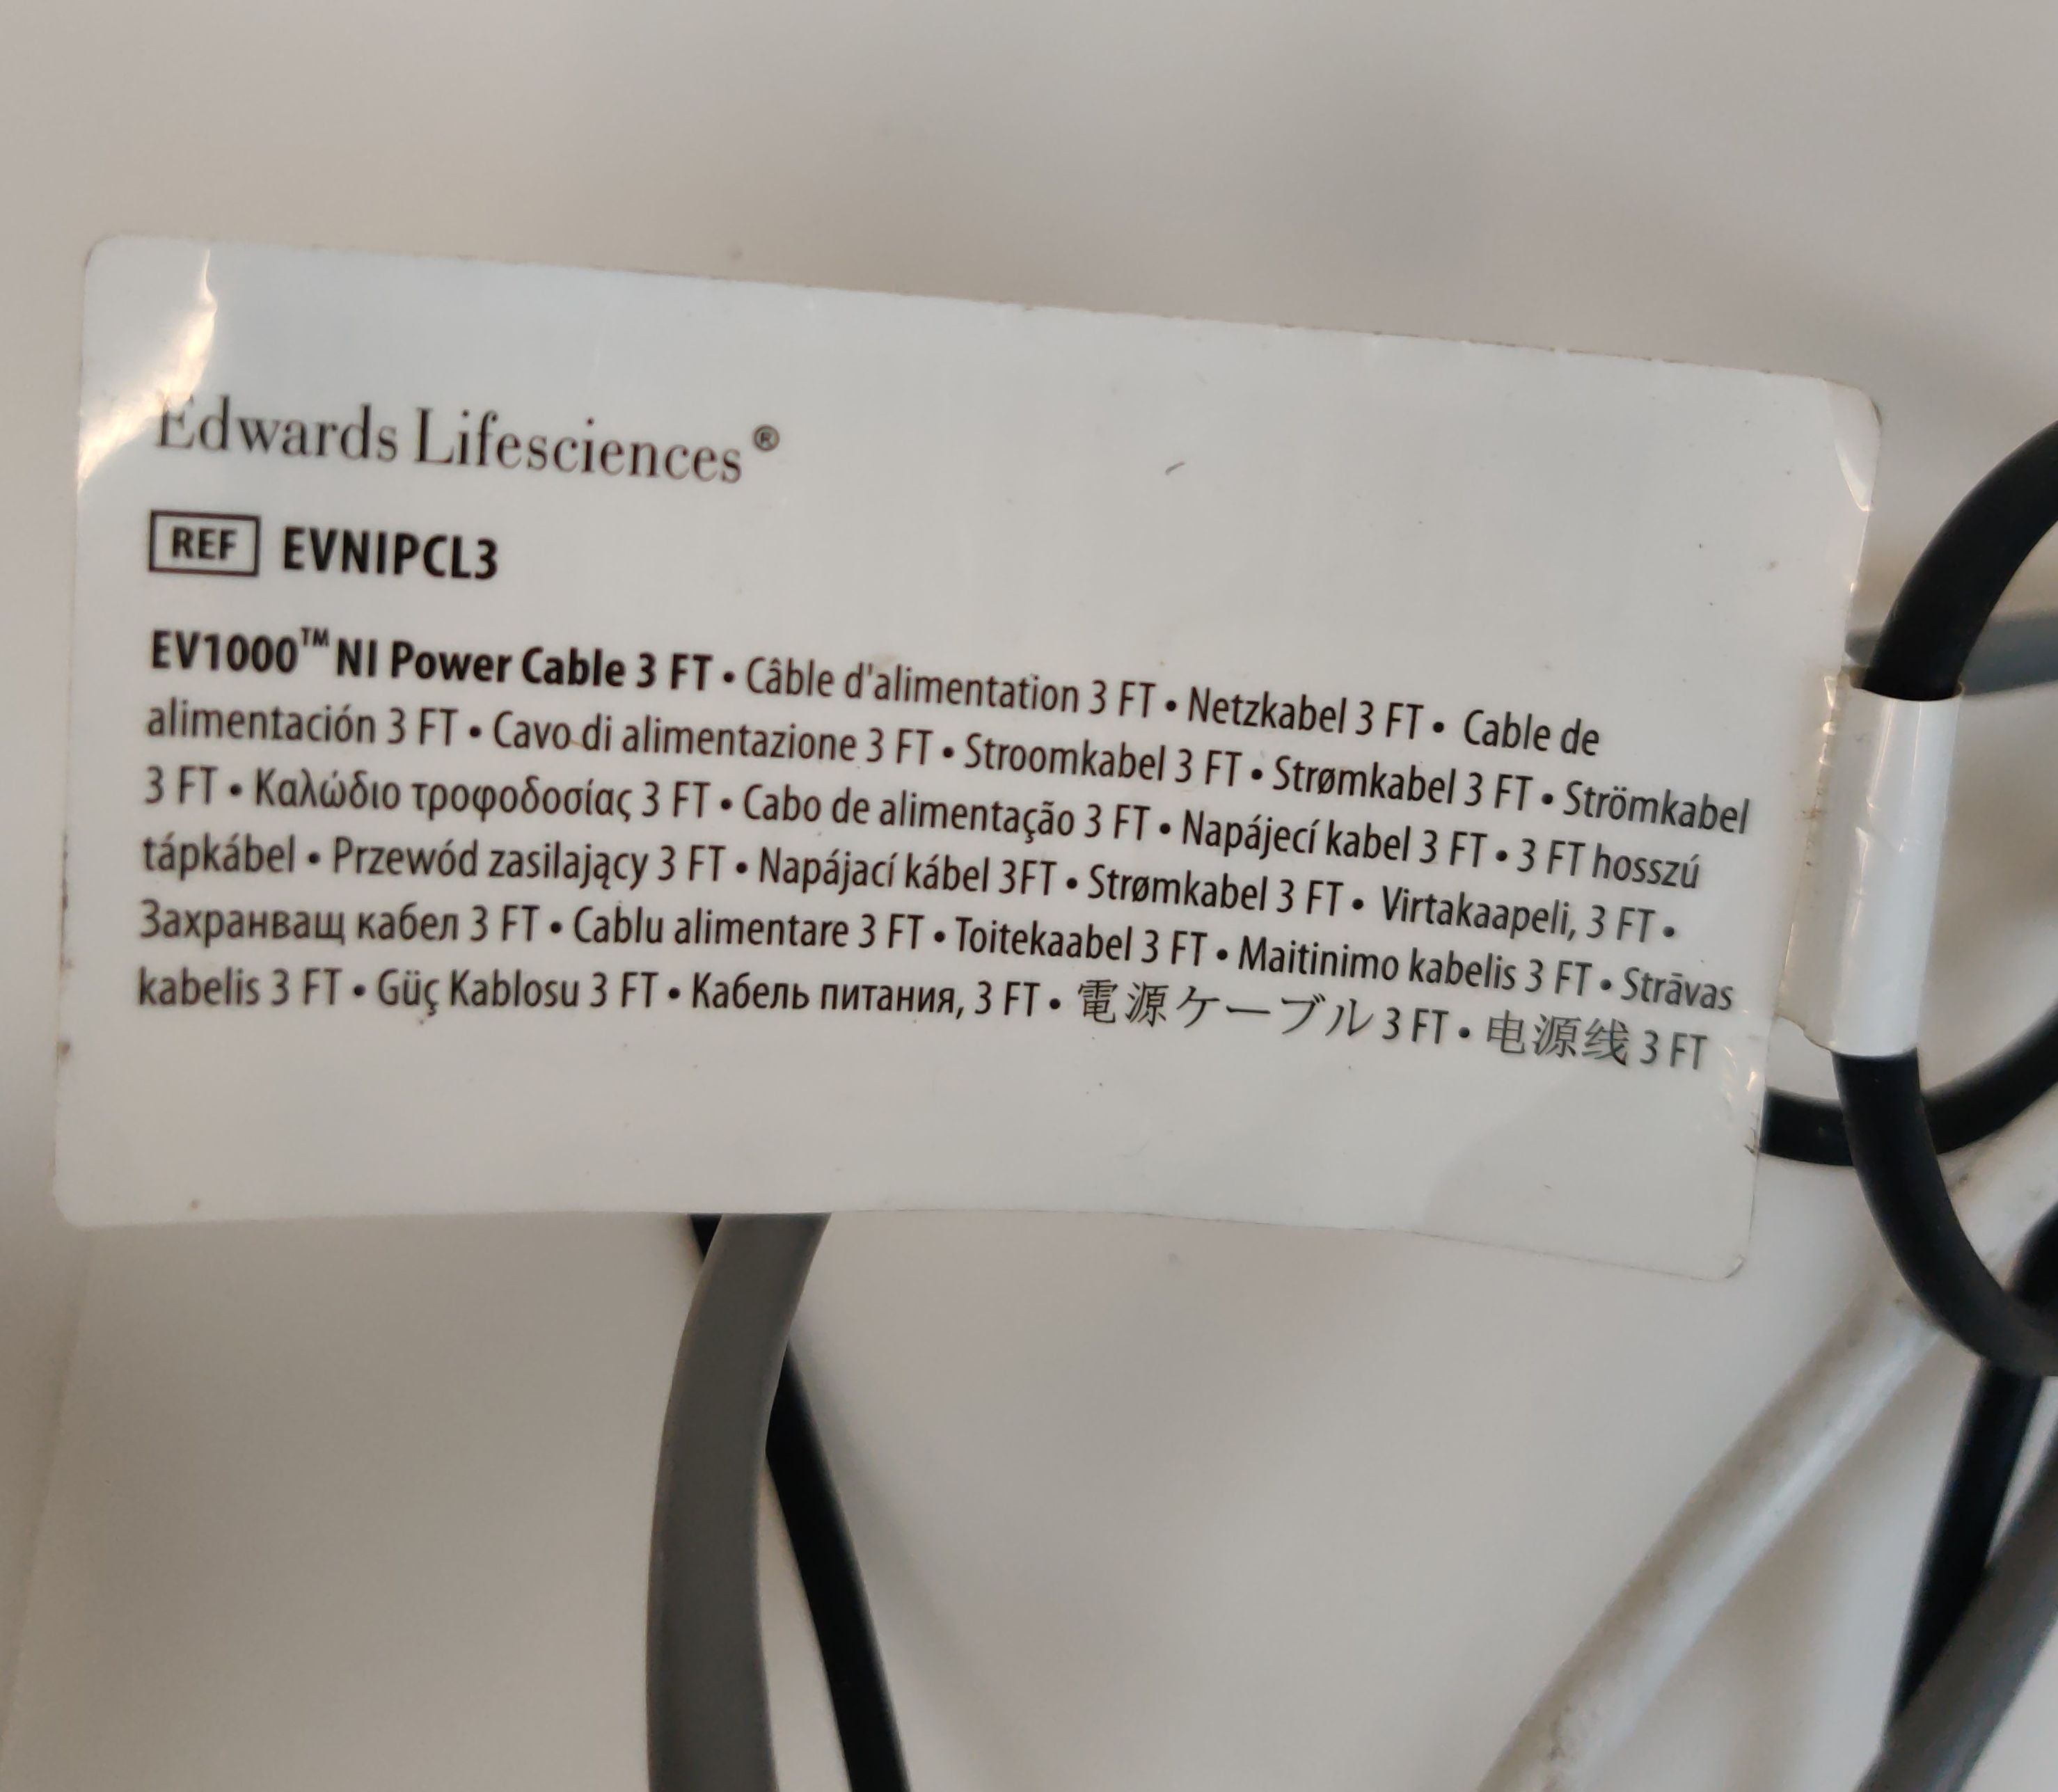 Edwards Lifesciences®
REF EVNIPCL3
EV1000™ NI Power Cable 3 FT • Câble d'alimentation 3 FT • Netzkabel 3 FT • Cable de
alimentación 3 FT • Cavo di alimentazione 3 FT • Stroomkabel 3 FT • Strømkabel 3 FT • Strömkabel
3 FT • Καλώδιο τροφοδοσίας 3 FT • Cabo de alimentação 3 FT • Napájecí kabel 3 FT • 3 FT hosszú
tápkábel • Przewód zasilający 3 FT • Napájací kábel 3FT • Strømkabel 3 FT • Virtakaapeli, 3 FT •
Захранващ кабел 3 FT • Cablu alimentare 3 FT • Toitekaabel 3 FT • Maitinimo kabelis 3 FT • Strāvas
kabelis 3 FT • Güç Kablosu 3 FT • Кабель питания, 3 FT • 電源ケーブル 3 FT • 电源线 3 FT